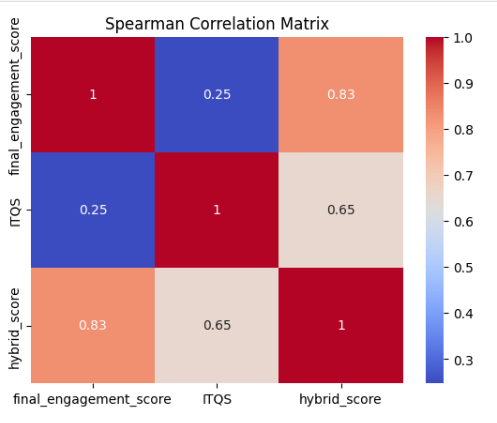 Spearman Correlation Matrix
final_engagement_score
1
0.25
0.83
ITQS
0.25
1
0.65
hybrid_score
0.83
0.65
1
final_engagement_score
ITQS
hybrid_score
1.0
0.9
0.8
0.7
0.6
0.5
0.4
0.3